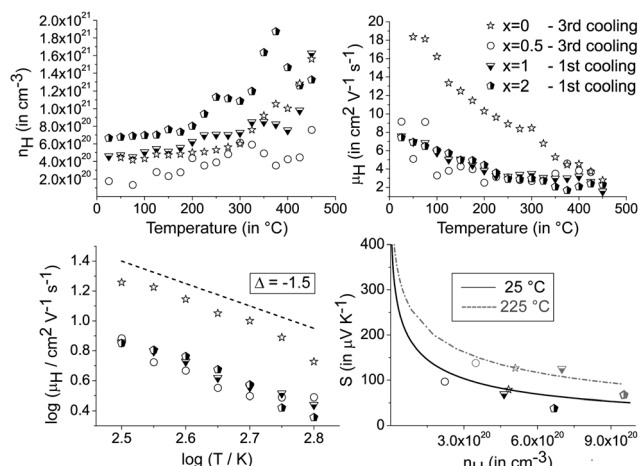 n_H (in cm⁻³)
2.0x10²¹
1.8x10²¹
1.6x10²¹
1.4x10²¹
1.2x10²¹
1.0x10²¹
8.0x10²⁰
6.0x10²⁰
4.0x10²⁰
2.0x10²⁰
0 100 200 300 400 500
Temperature (in °C)
μ_H (in cm² V⁻¹ s⁻¹)
20
18
16
14
12
10
8
6
4
2
0 100 200 300 400 500
Temperature (in °C)
x=0 - 3rd cooling
x=0.5 - 3rd cooling
x=1 - 1st cooling
x=2 - 1st cooling
log (μ_H / cm² V⁻¹ s⁻¹)
1.4
1.2
1.0
0.8
0.6
0.4
Δ = -1.5
2.5 2.6 2.7 2.8
log (T / K)
S (in μV K⁻¹)
400
300
200
100
0
25 °C
225 °C
3.0x10²⁰ 6.0x10²⁰ 9.0x10²⁰
n_H (in cm⁻³)